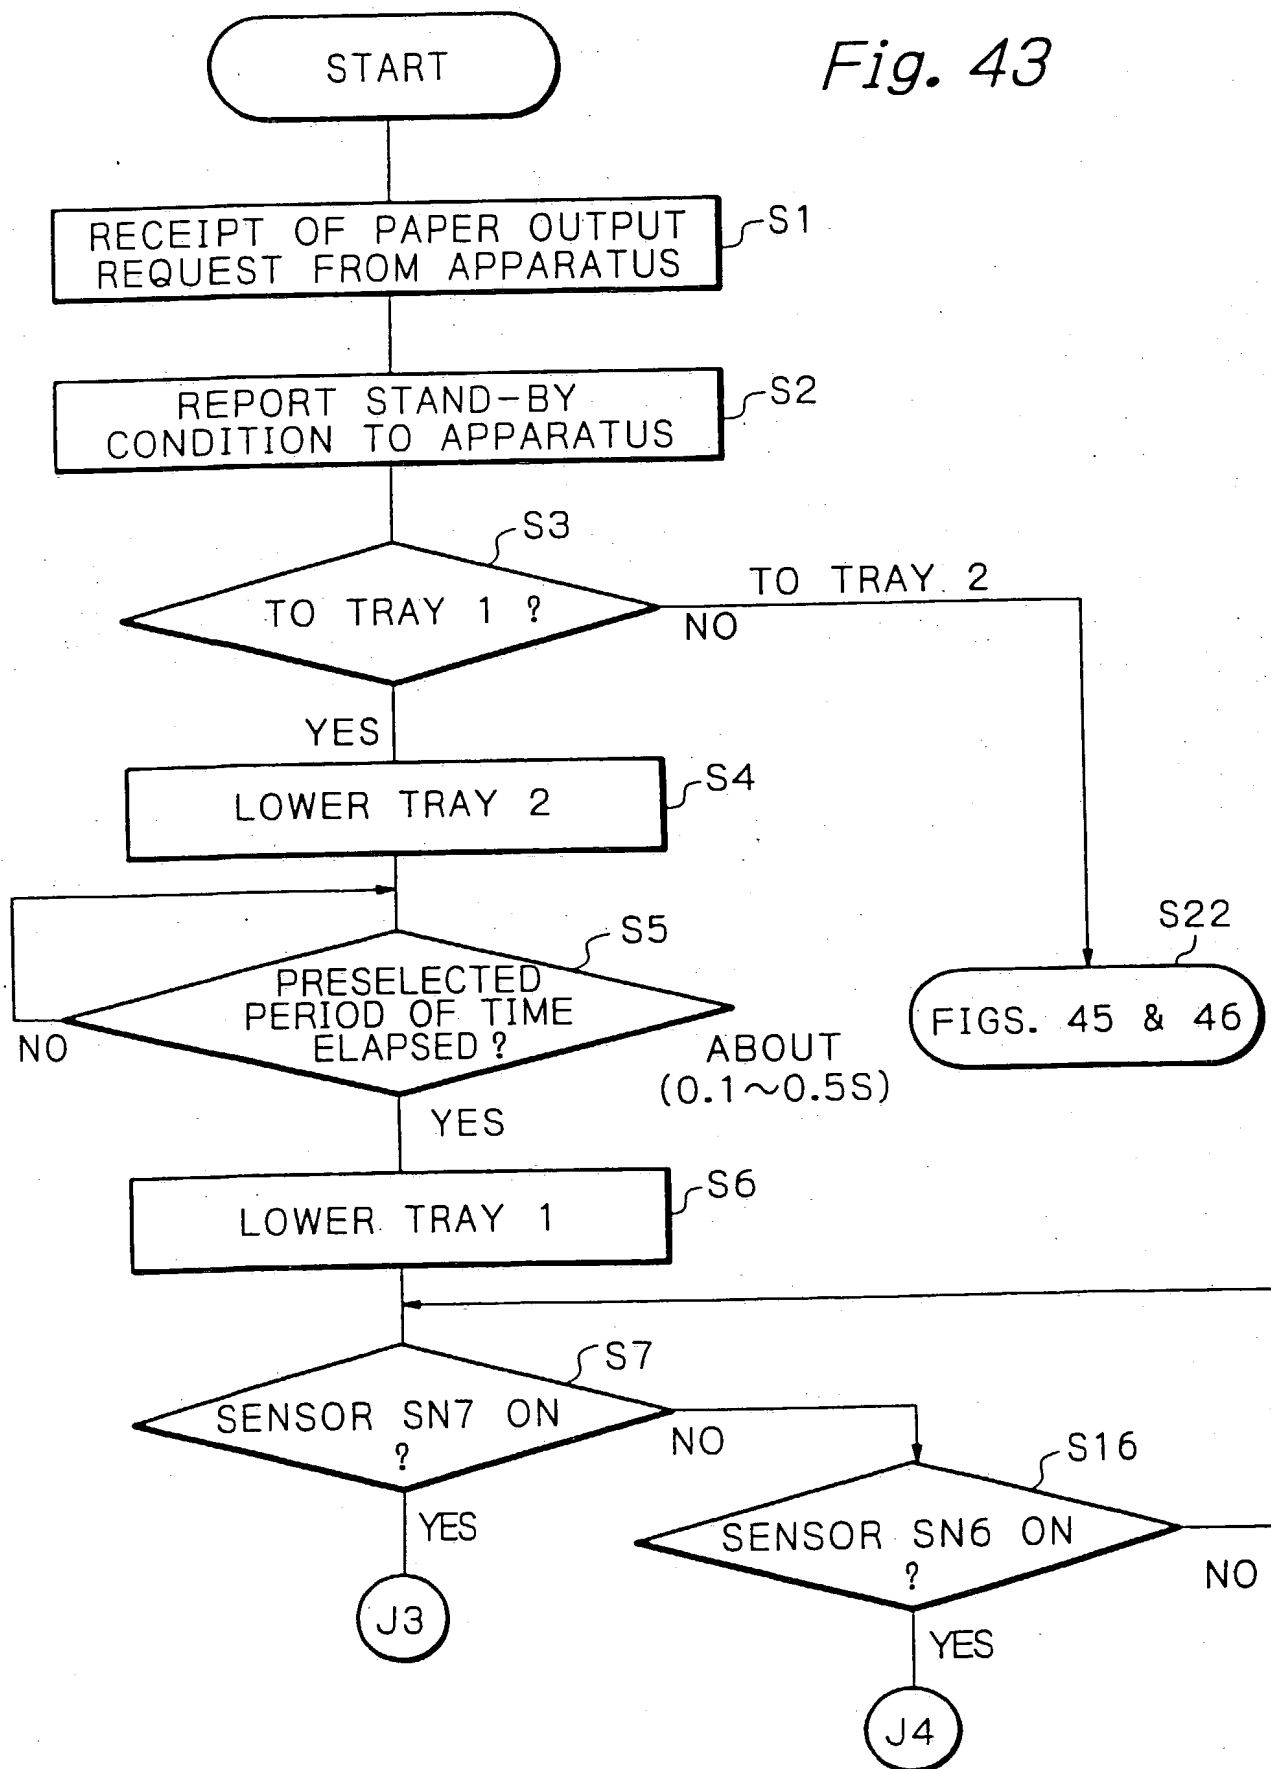 Fig. 43
START
RECEIPT OF PAPER OUTPUT
REQUEST FROM APPARATUS
S1
REPORT STAND-BY
CONDITION TO APPARATUS
S2
S3
TO TRAY 1 ?
TO TRAY 2
NO
YES
LOWER TRAY 2
S4
S5
PRESELECTED
PERIOD OF TIME
ELAPSED ?
NO
ABOUT
(0.1~0.5S)
S22
FIGS. 45 & 46
YES
LOWER TRAY 1
S6
S7
SENSOR SN7 ON
?
NO
YES
J3
S16
SENSOR SN6 ON
?
NO
YES
J4